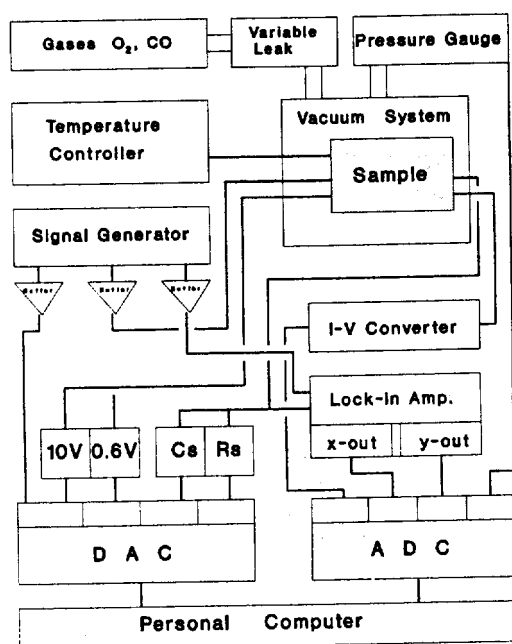 Gases O₂, CO
Variable
Leak
Pressure Gauge
Vacuum System
Temperature
Controller
Sample
Signal Generator
Buffer
Buffer
Buffer
I-V Converter
Lock-in Amp.
x-out
y-out
10V
0.6V
Cs
Rs
D A C
A D C
Personal Computer